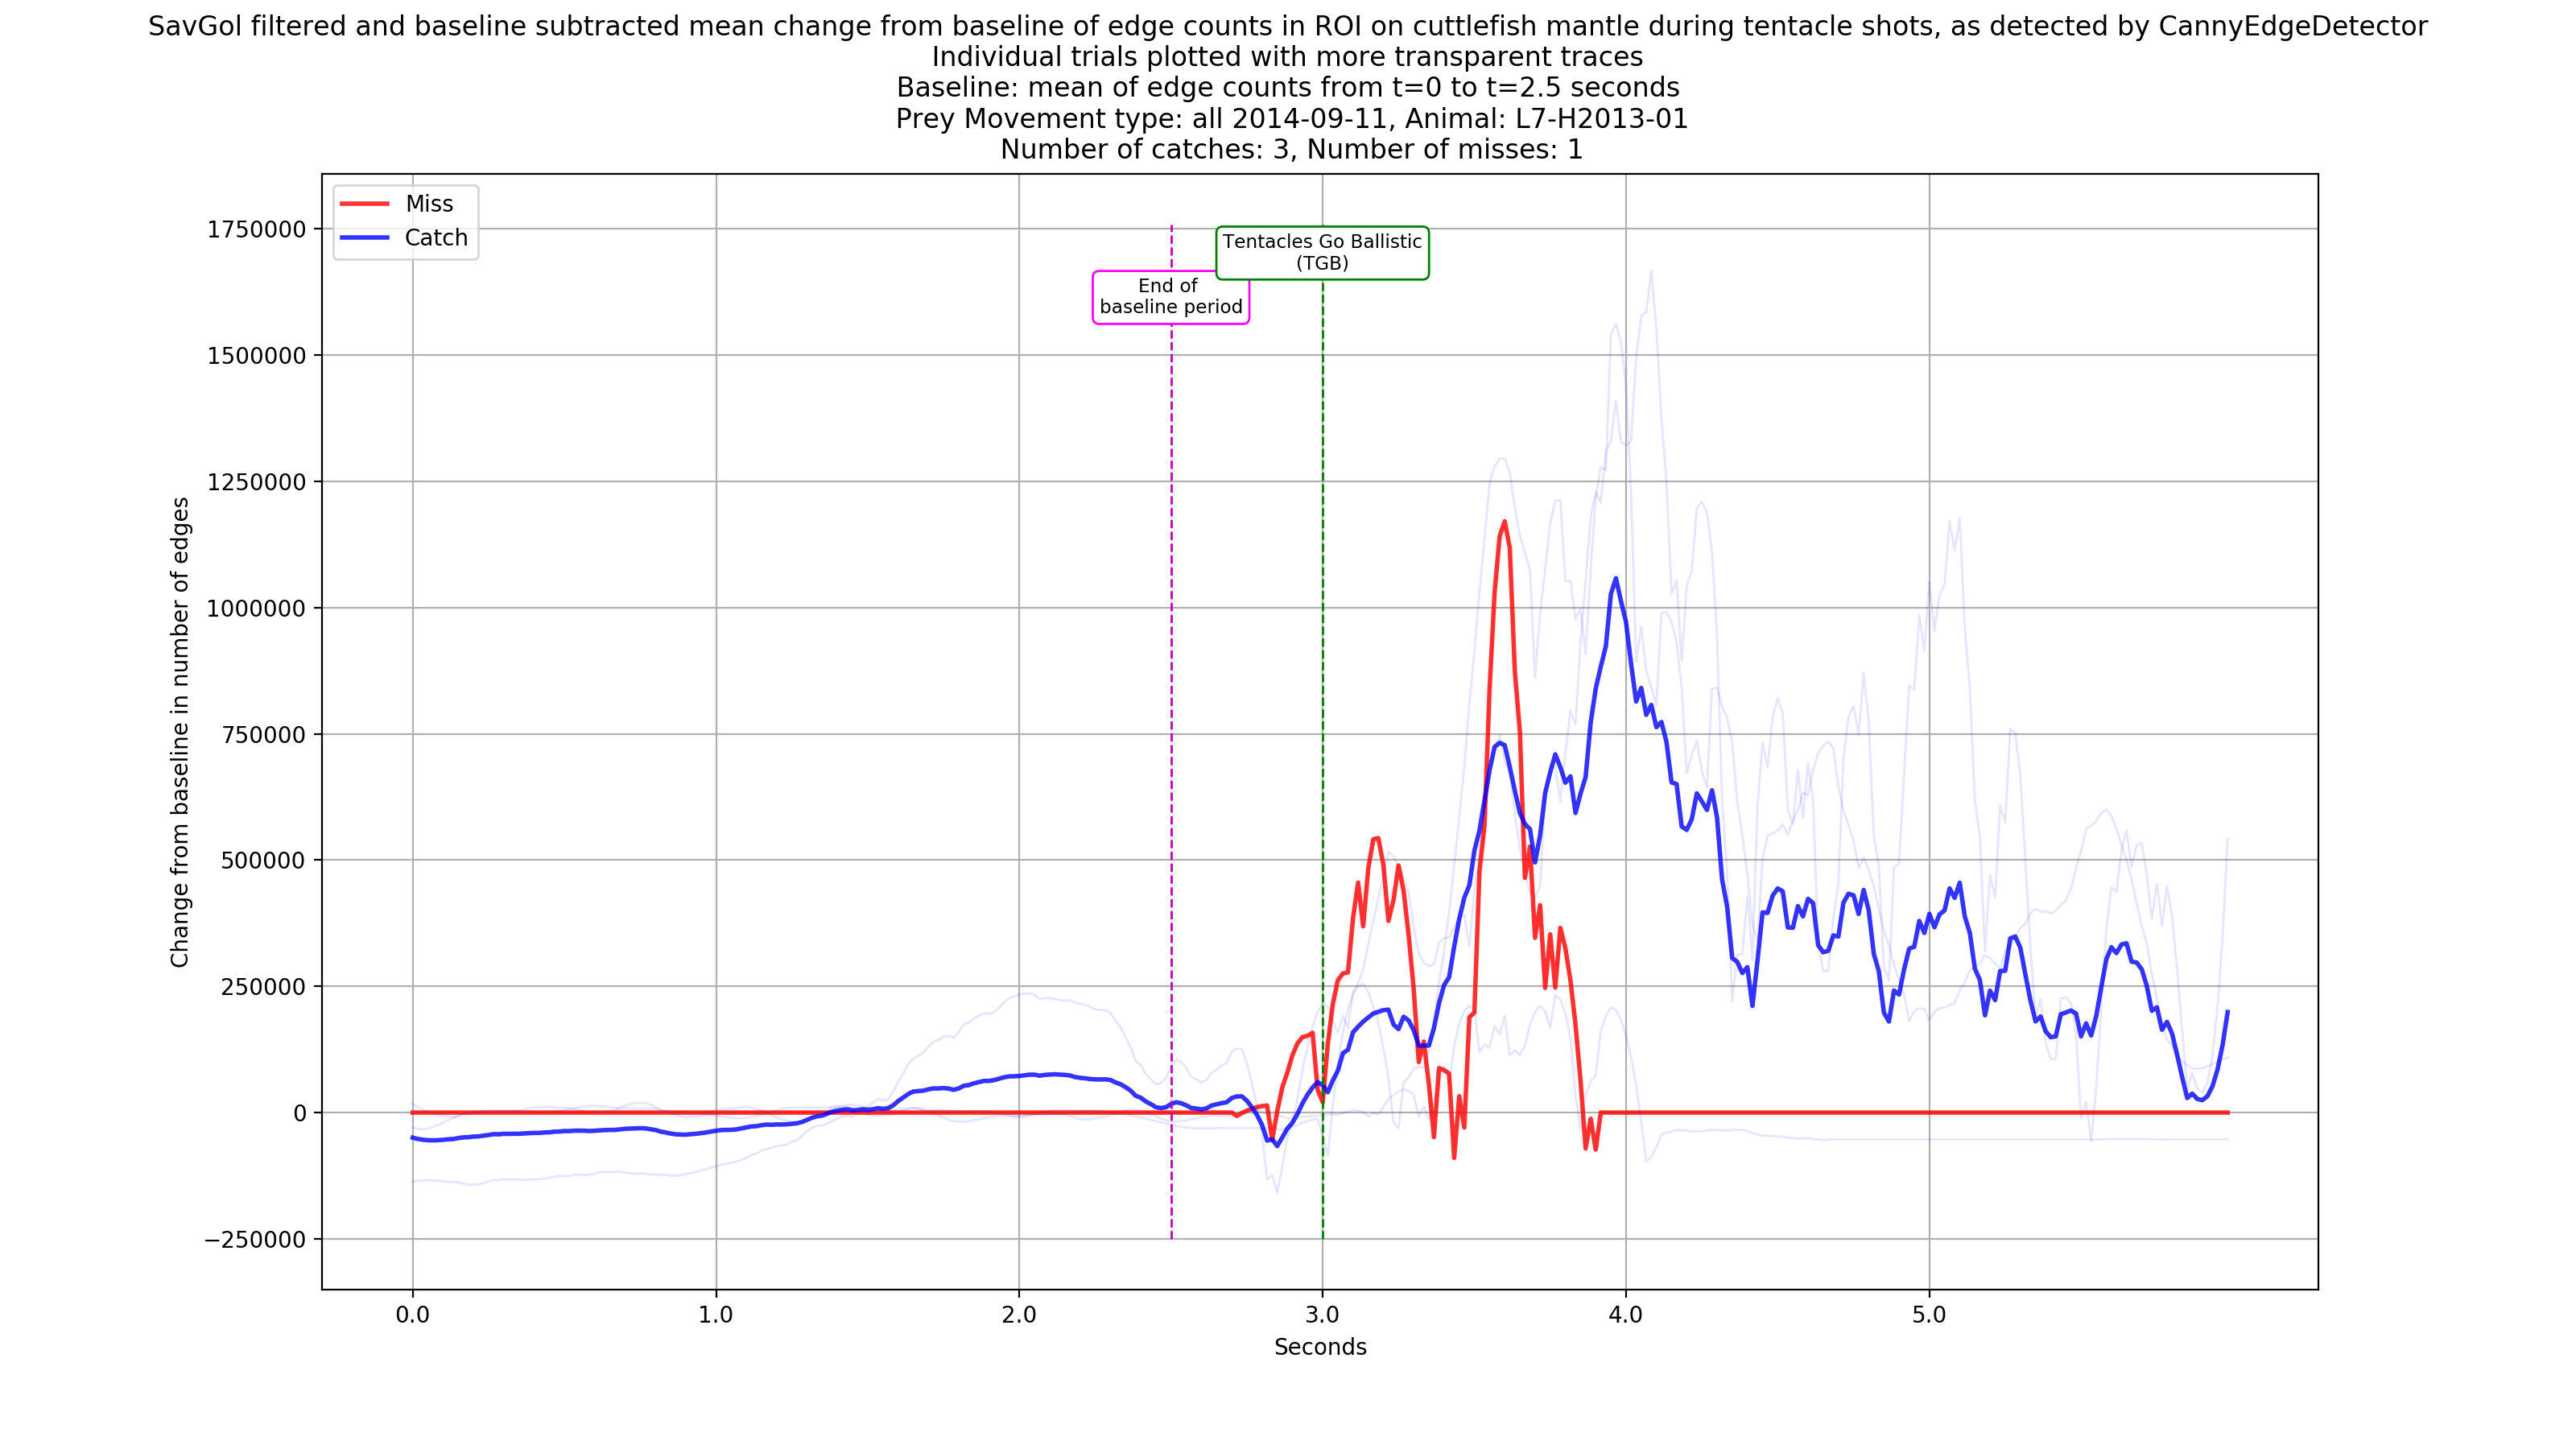 SavGol filtered and baseline subtracted mean change from baseline of edge counts in ROI on cuttlefish mantle during tentacle shots, as detected by CannyEdgeDetector
Individual trials plotted with more transparent traces
Baseline: mean of edge counts from t=0 to t=2.5 seconds
Prey Movement type: all 2014-09-11, Animal: L7-H2013-01
Number of catches: 3, Number of misses: 1
Miss
Catch
Tentacles Go Ballistic
(TGB)
End of
baseline period
Change from baseline in number of edges
1750000
1500000
1250000
1000000
750000
500000
250000
0
−250000
0.0
1.0
2.0
3.0
4.0
5.0
Seconds